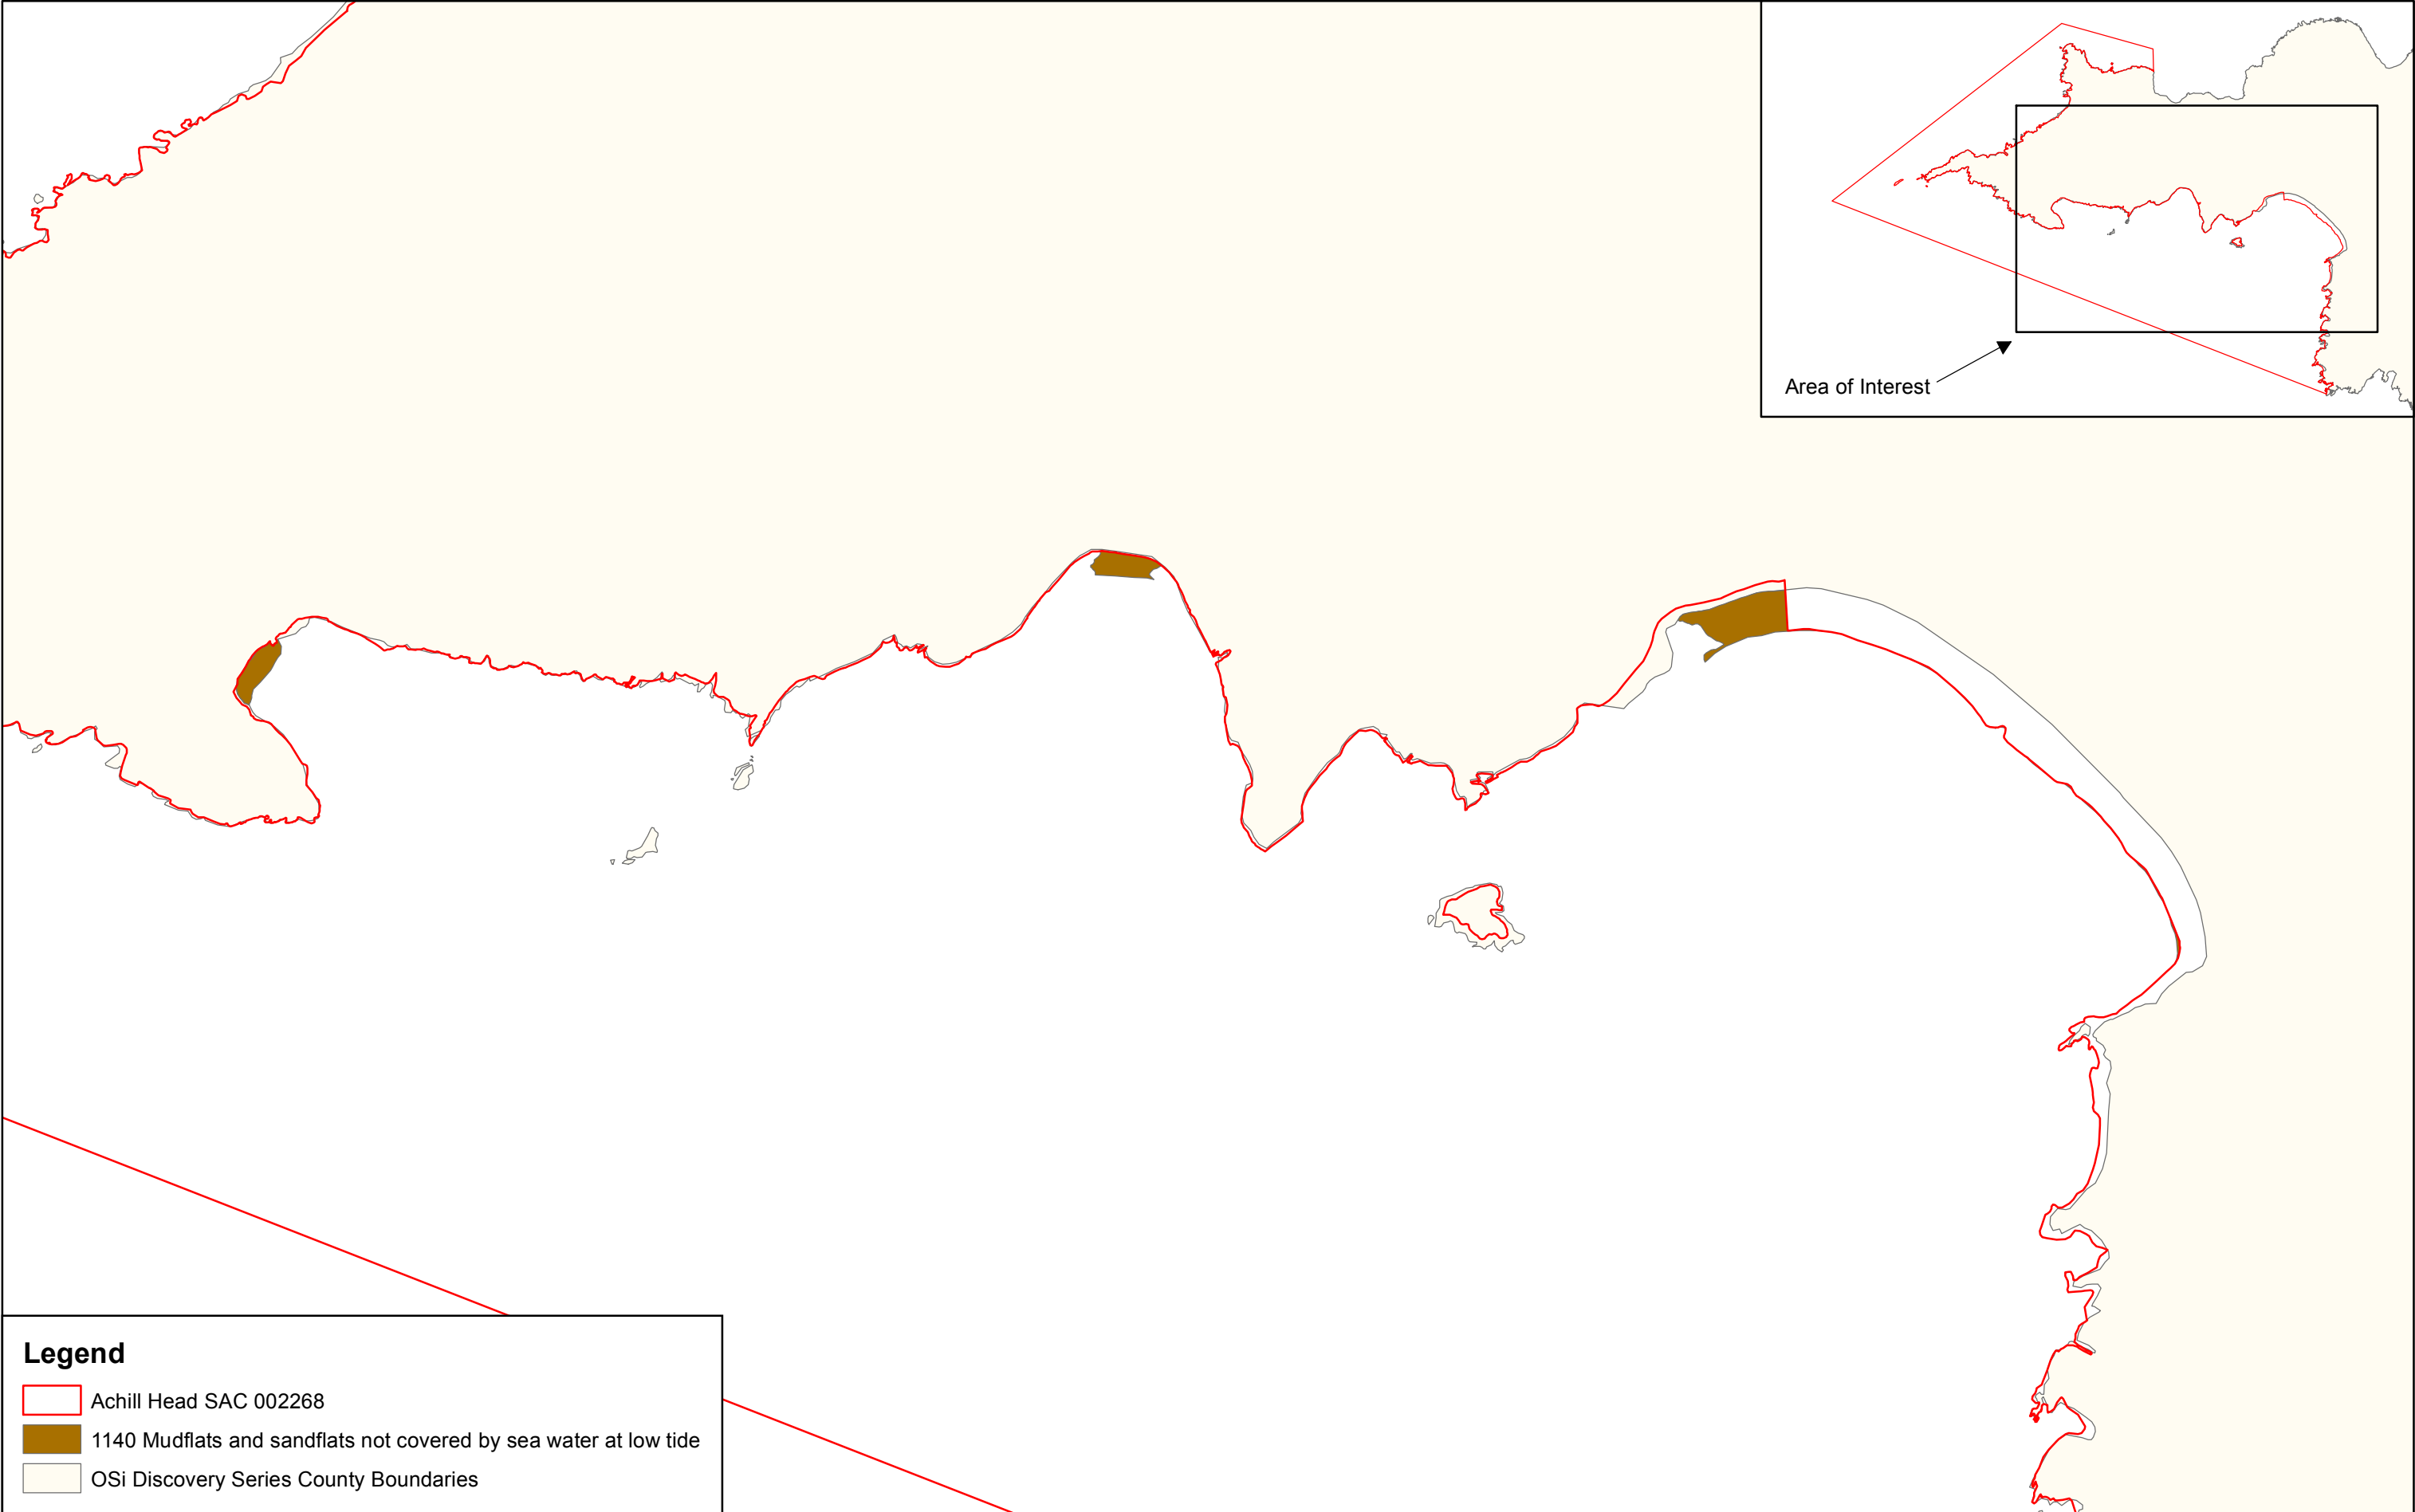 Area of Interest
Legend
Achill Head SAC 002268
1140 Mudflats and sandflats not covered by sea water at low tide
OSi Discovery Series County Boundaries